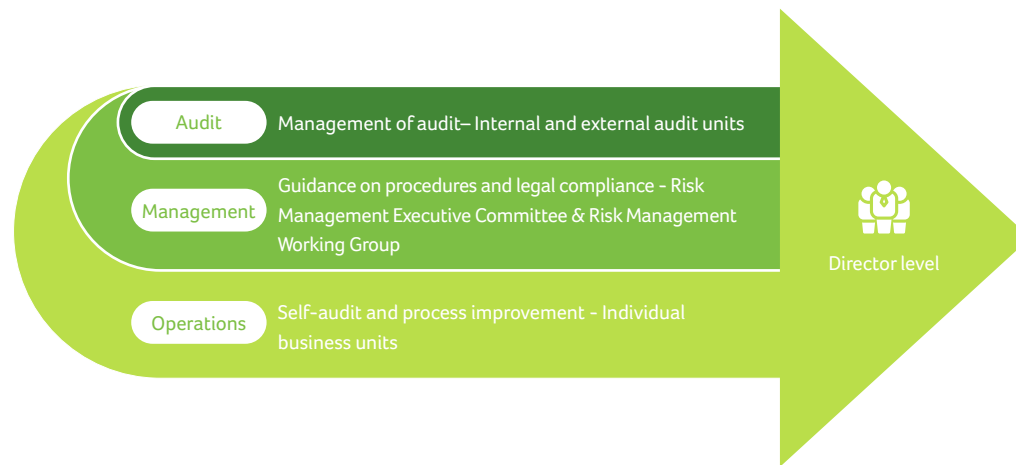 Audit
Management of audit– Internal and external audit units
Management
Guidance on procedures and legal compliance - Risk
Management Executive Committee & Risk Management
Working Group
Operations
Self-audit and process improvement - Individual
business units
Director level